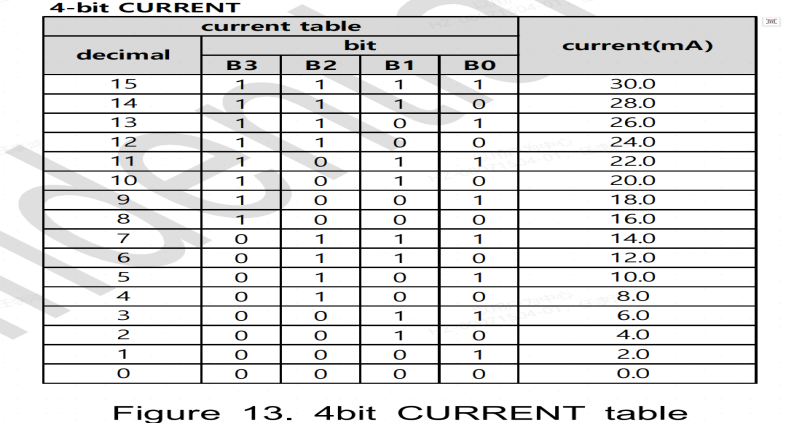 4-bit CURRENT
current table
decimal bit current(mA)
B3 B2 B1 B0
15 1 1 1 1 30.0
14 1 1 1 0 28.0
13 1 1 0 1 26.0
12 1 1 0 0 24.0
11 1 0 1 1 22.0
10 1 0 1 0 20.0
9 1 0 0 1 18.0
8 1 0 0 0 16.0
7 0 1 1 1 14.0
6 0 1 1 0 12.0
5 0 1 0 1 10.0
4 0 1 0 0 8.0
3 0 0 1 1 6.0
2 0 0 1 0 4.0
1 0 0 0 1 2.0
0 0 0 0 0 0.0
Figure 13. 4bit CURRENT table